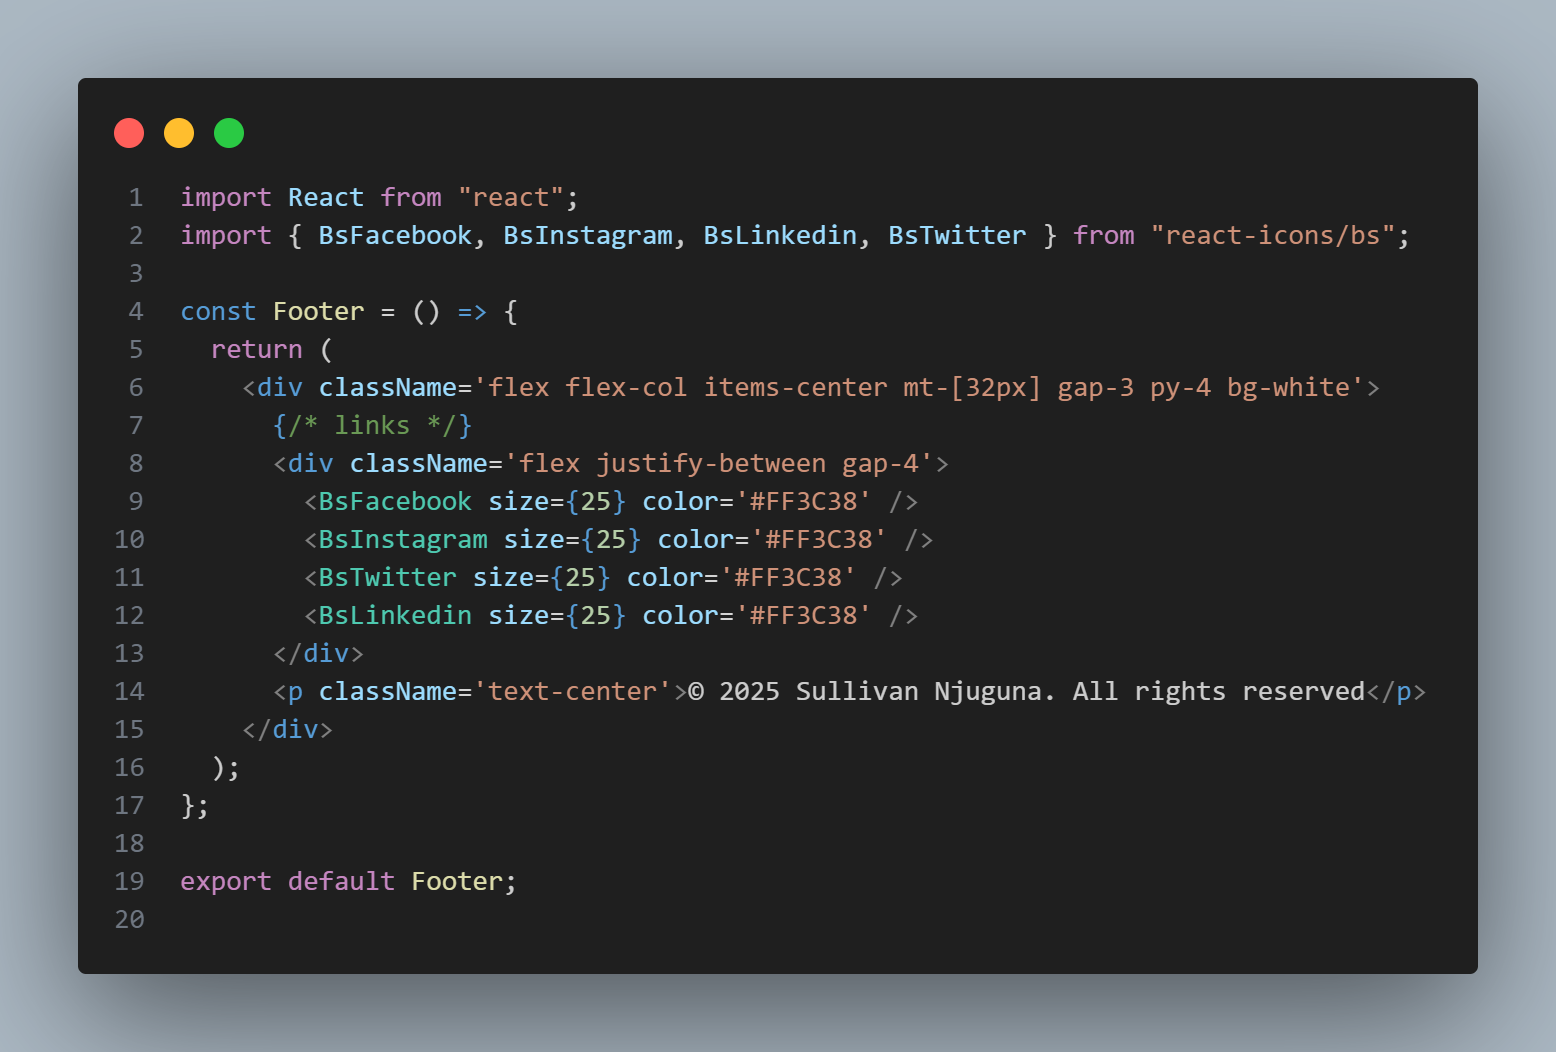 1 import React from "react";
2 import { BsFacebook, BsInstagram, BsLinkedin, BsTwitter } from "react-icons/bs";
3
4 const Footer = () => {
5   return (
6     <div className='flex flex-col items-center mt-[32px] gap-3 py-4 bg-white'>
7       {/* links */}
8       <div className='flex justify-between gap-4'>
9         <BsFacebook size={25} color='#FF3C38' />
10         <BsInstagram size={25} color='#FF3C38' />
11         <BsTwitter size={25} color='#FF3C38' />
12         <BsLinkedin size={25} color='#FF3C38' />
13       </div>
14       <p className='text-center'>© 2025 Sullivan Njuguna. All rights reserved</p>
15     </div>
16   );
17 };
18
19 export default Footer;
20